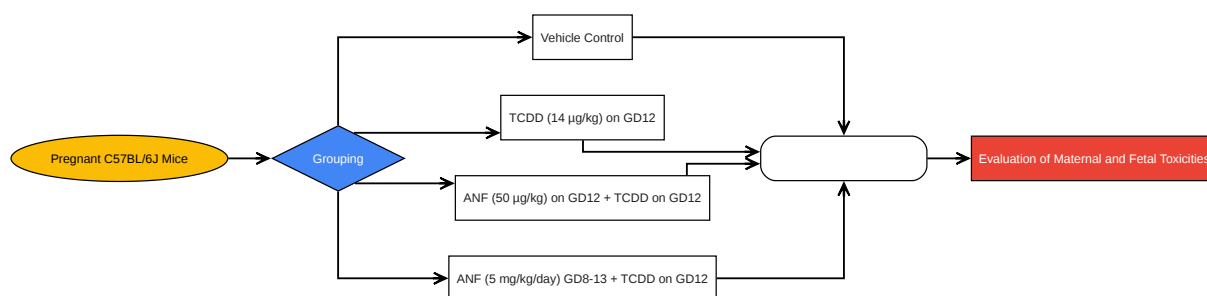 Vehicle Control
TCDD (14 µg/kg) on GD12
Pregnant C57BL/6J Mice
Grouping
Evaluation of Maternal and Fetal Toxicities
ANF (50 µg/kg) on GD12 + TCDD on GD12
ANF (5 mg/kg/day) GD8-13 + TCDD on GD12